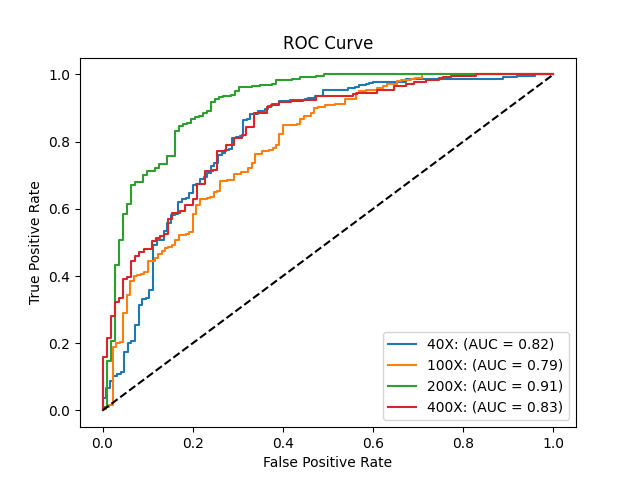 ROC Curve
True Positive Rate
1.0
0.8
0.6
0.4
0.2
0.0
0.0 0.2 0.4 0.6 0.8 1.0
False Positive Rate
40X: (AUC = 0.82)
100X: (AUC = 0.79)
200X: (AUC = 0.91)
400X: (AUC = 0.83)